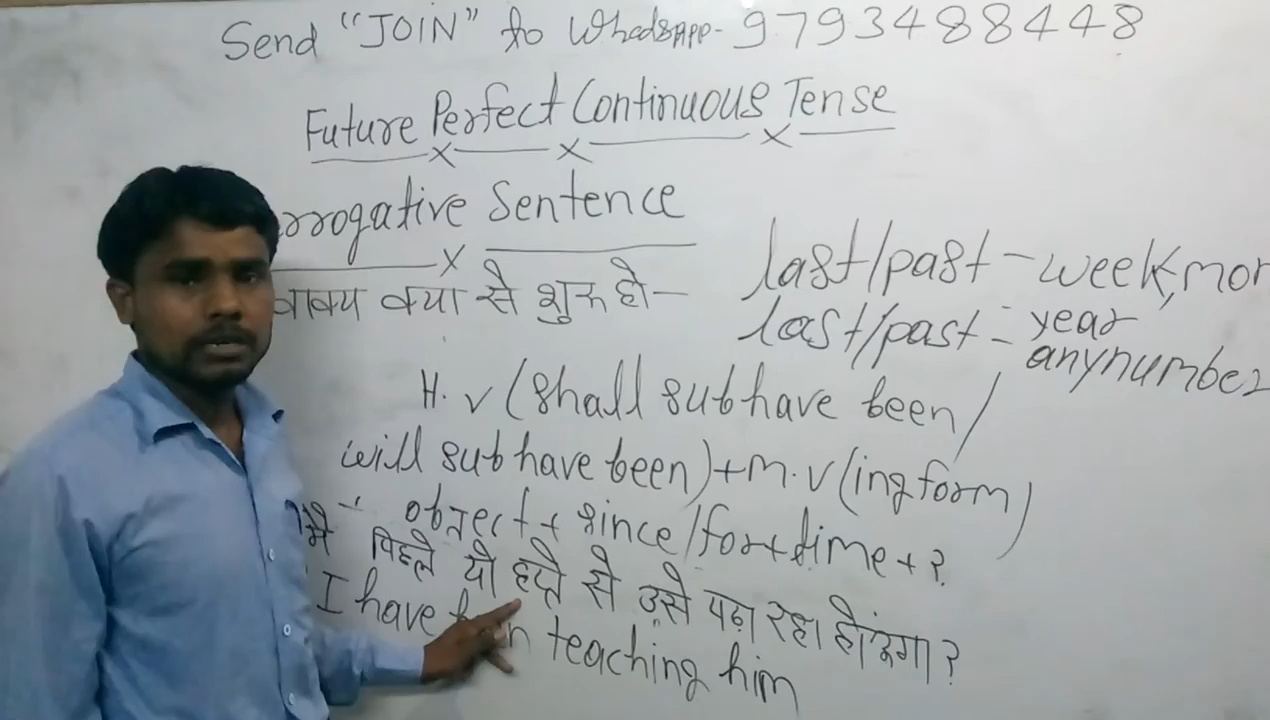 Send "JOIN" to WhatsApp-9793488448
Future Perfect Continuous Tense
rrogative Sentence
वाक्य क्या से शुरू हो—
last/past - week, mon
last/past - year
anynumber
H.v (shall sub have been /
will sub have been) + m.v (ing form)
+ object + since/for + time + ?
मै पिछले दो हफ्ते से उसे पढ़ा रहा होऊंगा?
I have been teaching him